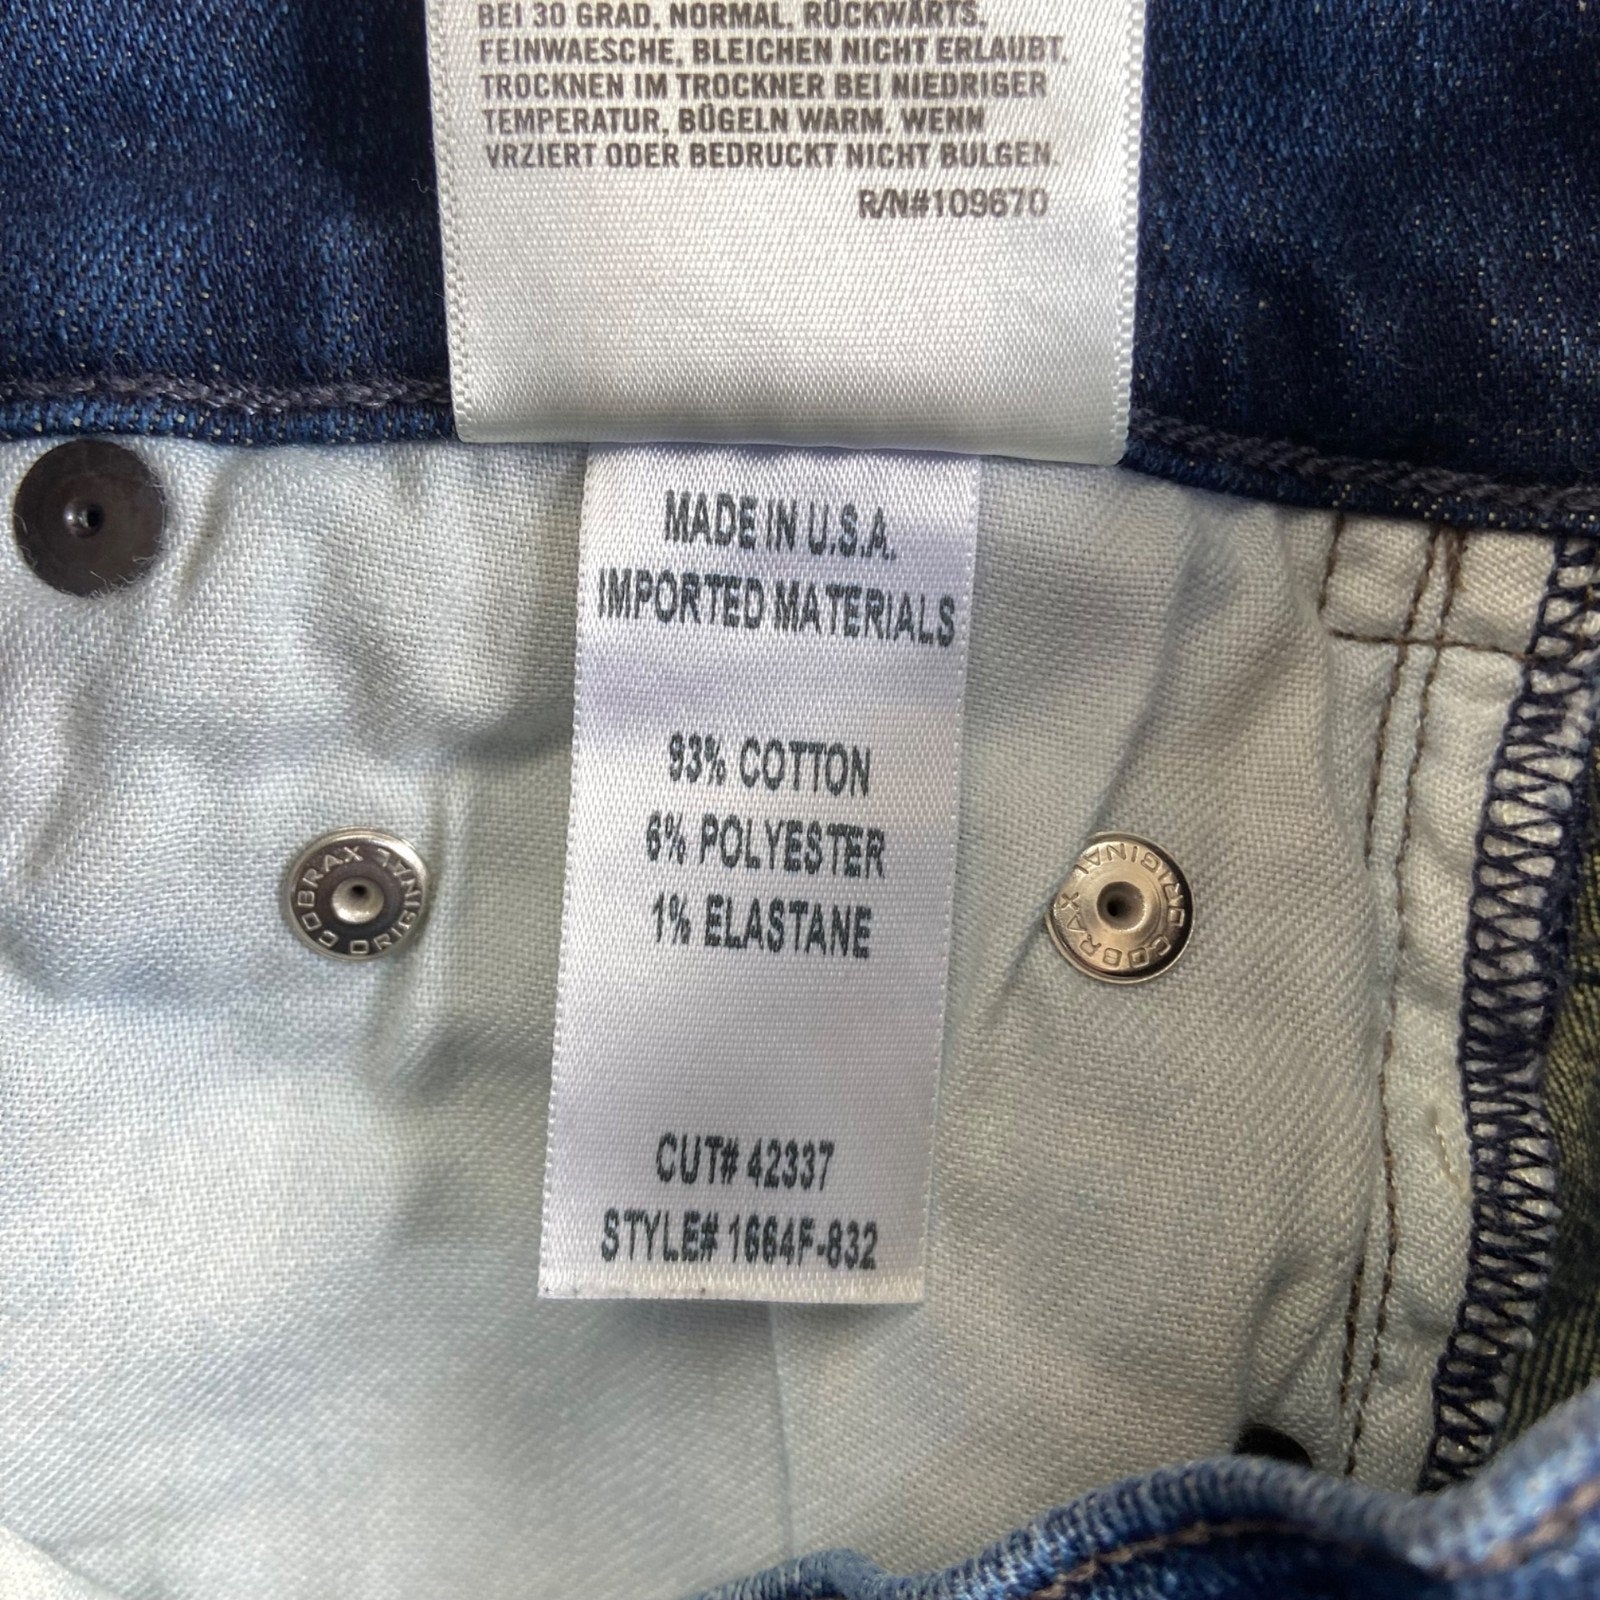 BEI 30 GRAD, NORMAL, RÜCKWÄRTS,
FEINWAESCHE, BLEICHEN NICHT ERLAUBT,
TROCKNEN IM TROCKNER BEI NIEDRIGER
TEMPERATUR, BÜGELN WARM. WENN
VRZIERT ODER BEDRUCKT NICHT BULGEN.
R/N#109670
MADE IN U.S.A.
IMPORTED MATERIALS
93% COTTON
6% POLYESTER
1% ELASTANE
COBRAX ORIGINAL
COBRAX ORIGINAL
CUT# 42337
STYLE# 1664F-832